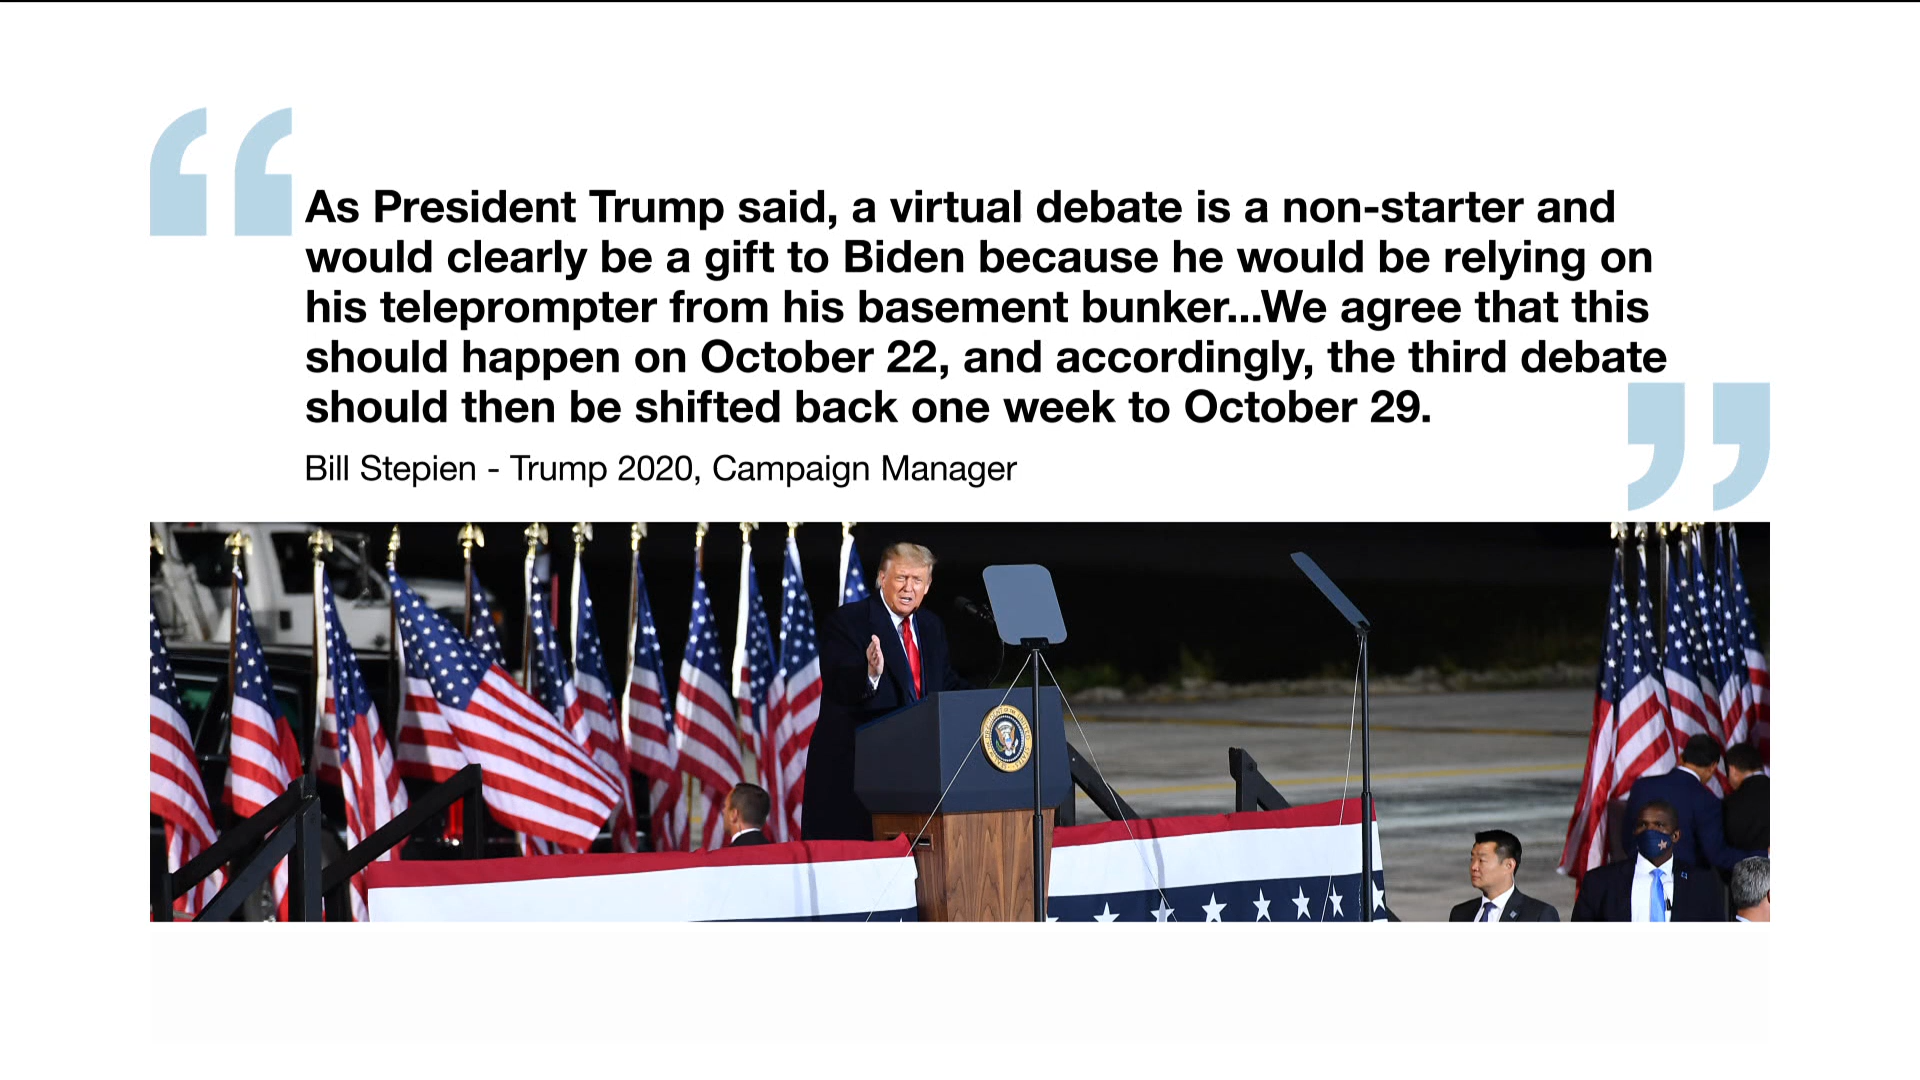 As President Trump said, a virtual debate is a non-starter and
would clearly be a gift to Biden because he would be relying on
his teleprompter from his basement bunker...We agree that this
should happen on October 22, and accordingly, the third debate
should then be shifted back one week to October 29.
Bill Stepien - Trump 2020, Campaign Manager